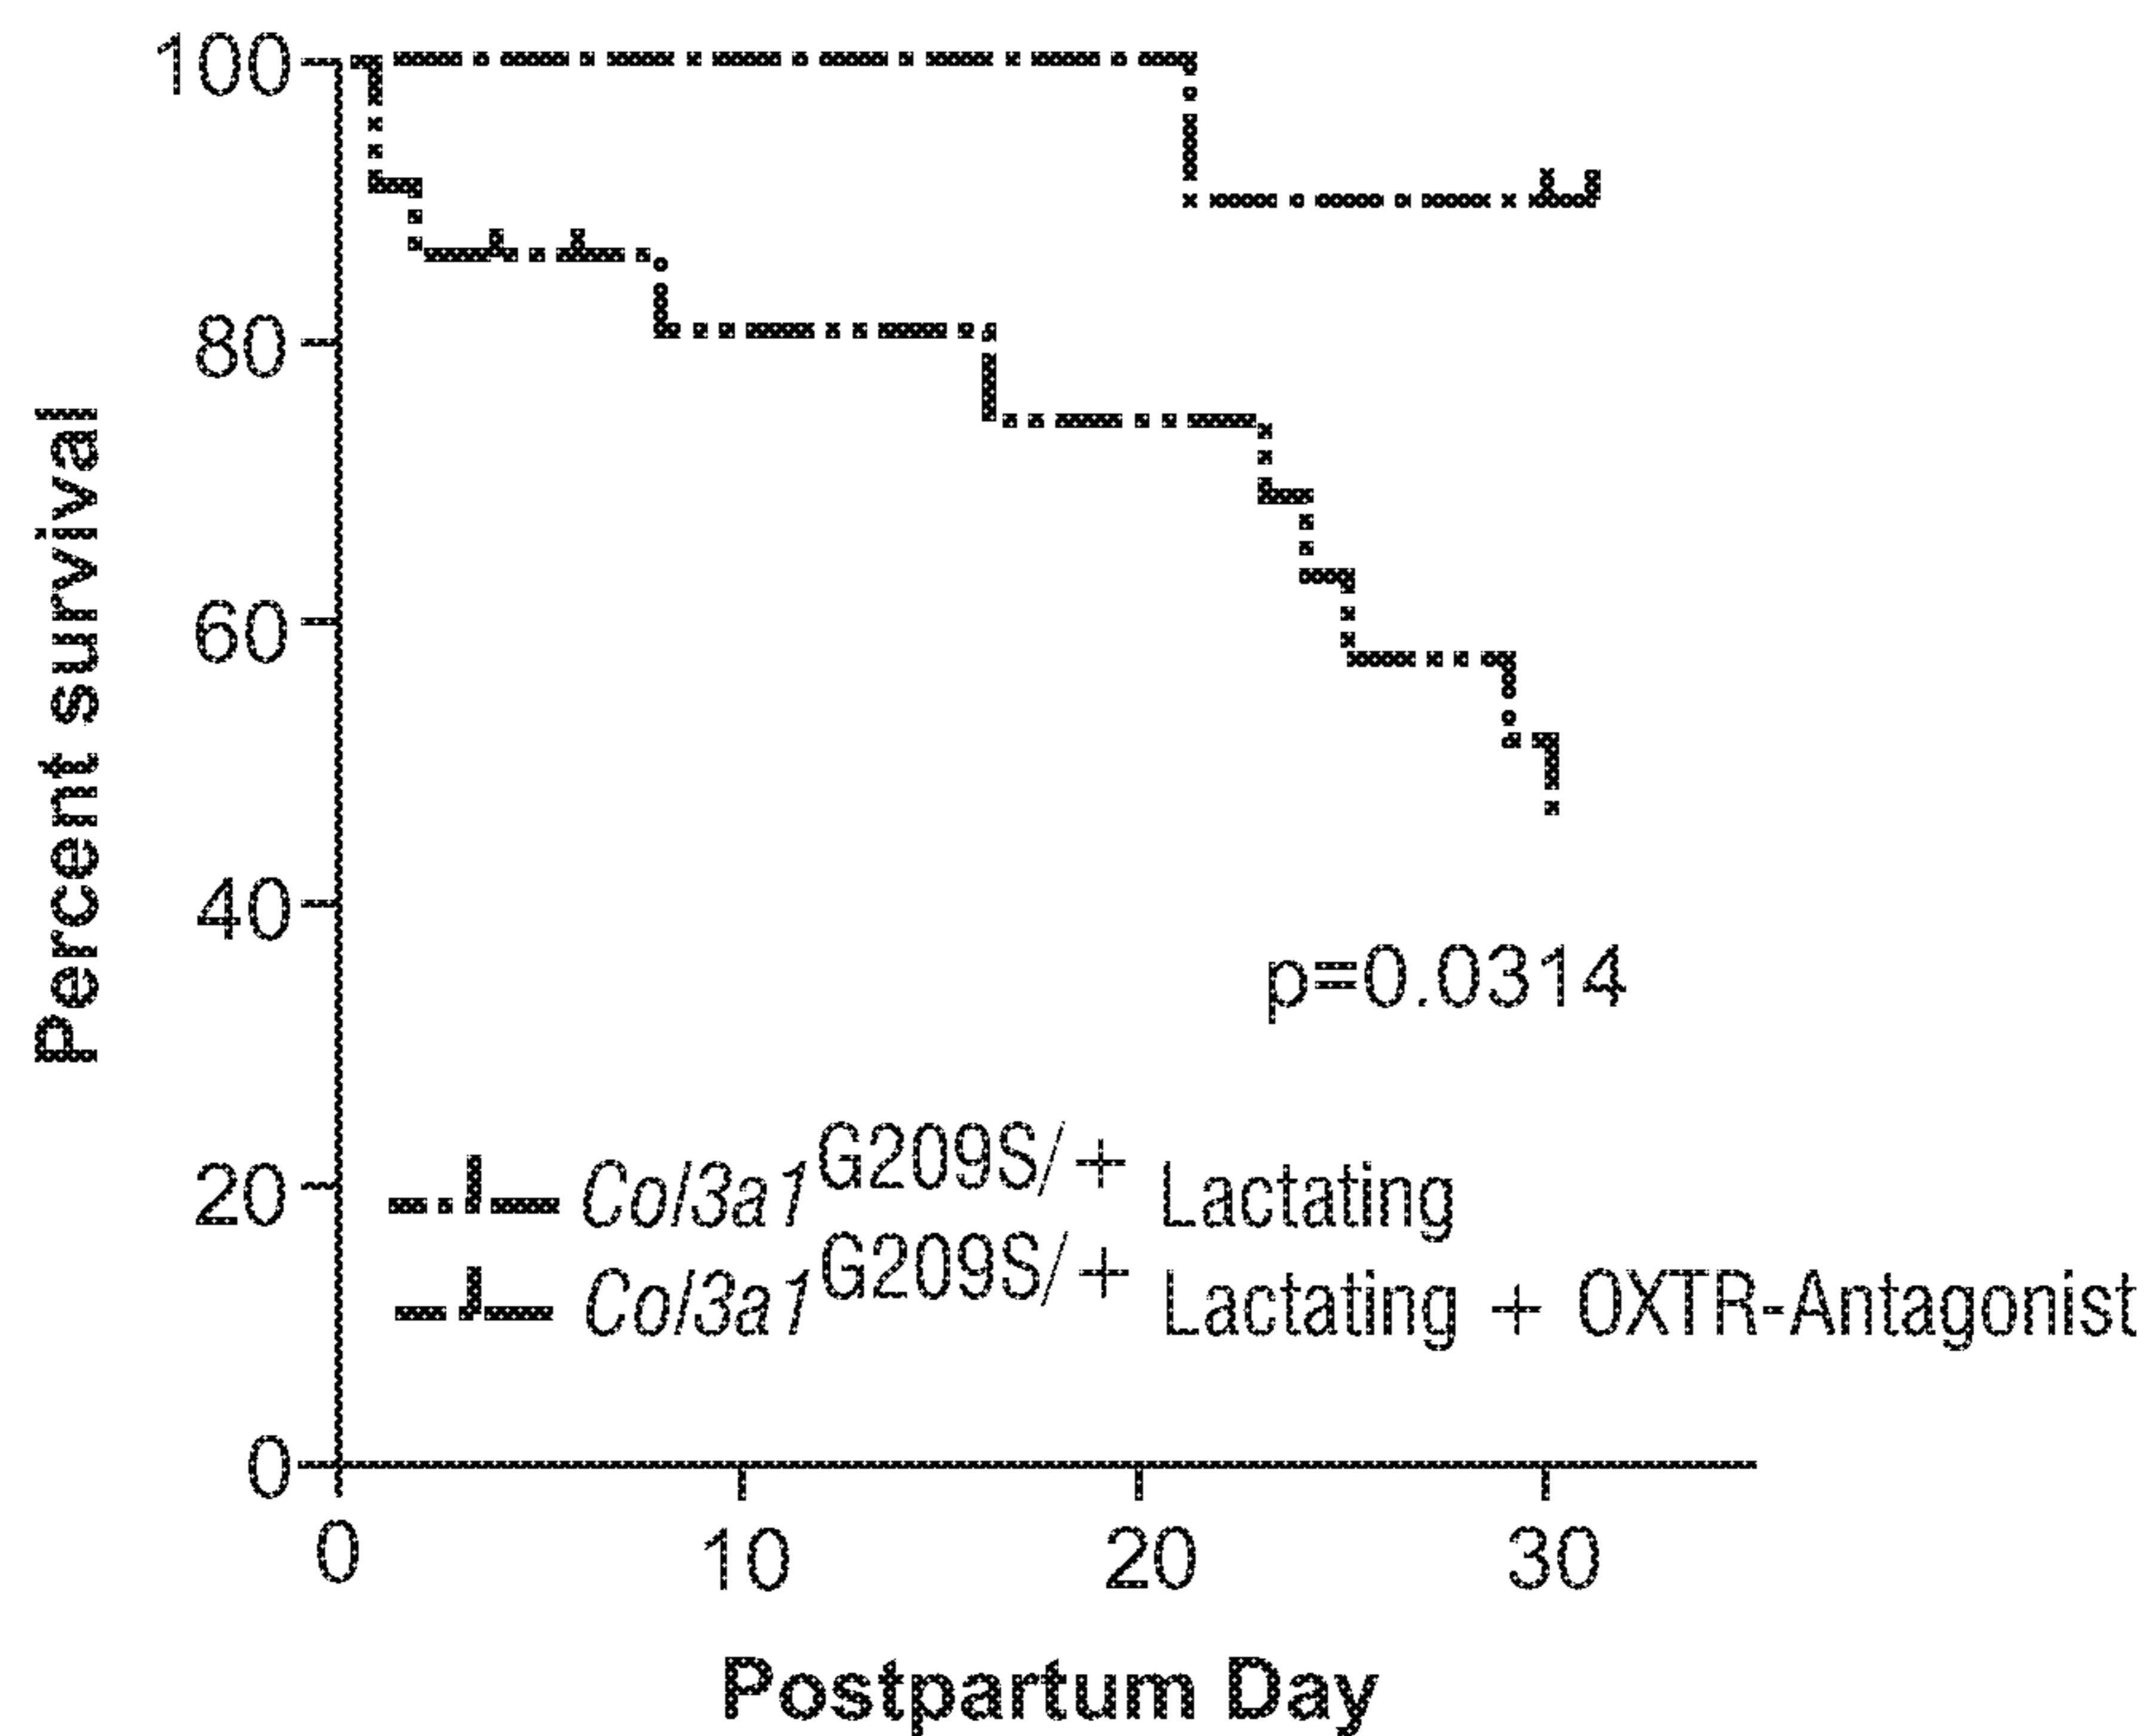 100
80
60
40
20
0
Percent survival
p=0.0314
Col3a1G209S/+ Lactating
Col3a1G209S/+ Lactating + OXTR-Antagonist
0 10 20 30
Postpartum Day